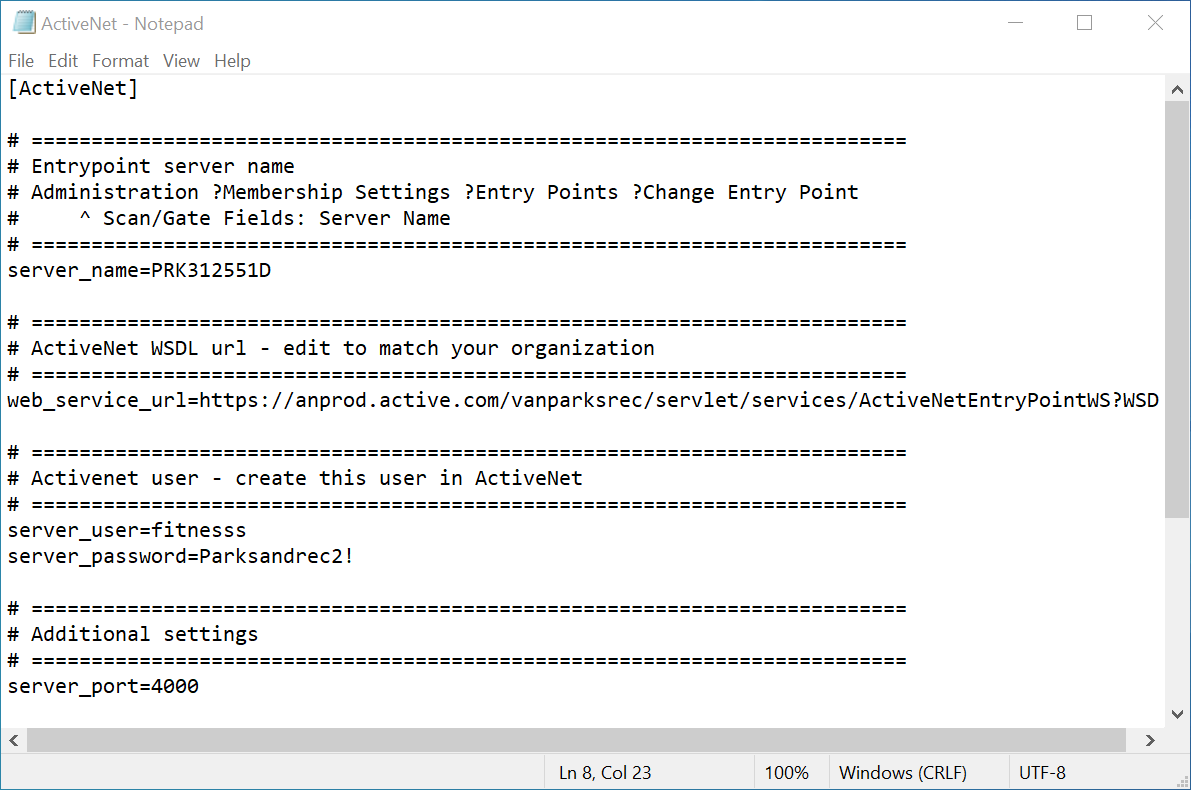 ActiveNet - Notepad
File Edit Format View Help
[ActiveNet]
# =========================================================================
# Entrypoint server name
# Administration ?Membership Settings ?Entry Points ?Change Entry Point
#     ^ Scan/Gate Fields: Server Name
# =========================================================================
server_name=PRK312551D
# =========================================================================
# ActiveNet WSDL url - edit to match your organization
# =========================================================================
web_service_url=https://anprod.active.com/vanparksrec/servlet/services/ActiveNetEntryPointWS?WSD
# =========================================================================
# Activenet user - create this user in ActiveNet
# =========================================================================
server_user=fitnesss
server_password=Parksandrec2!
# =========================================================================
# Additional settings
# =========================================================================
server_port=4000
Ln 8, Col 23 100% Windows (CRLF) UTF-8